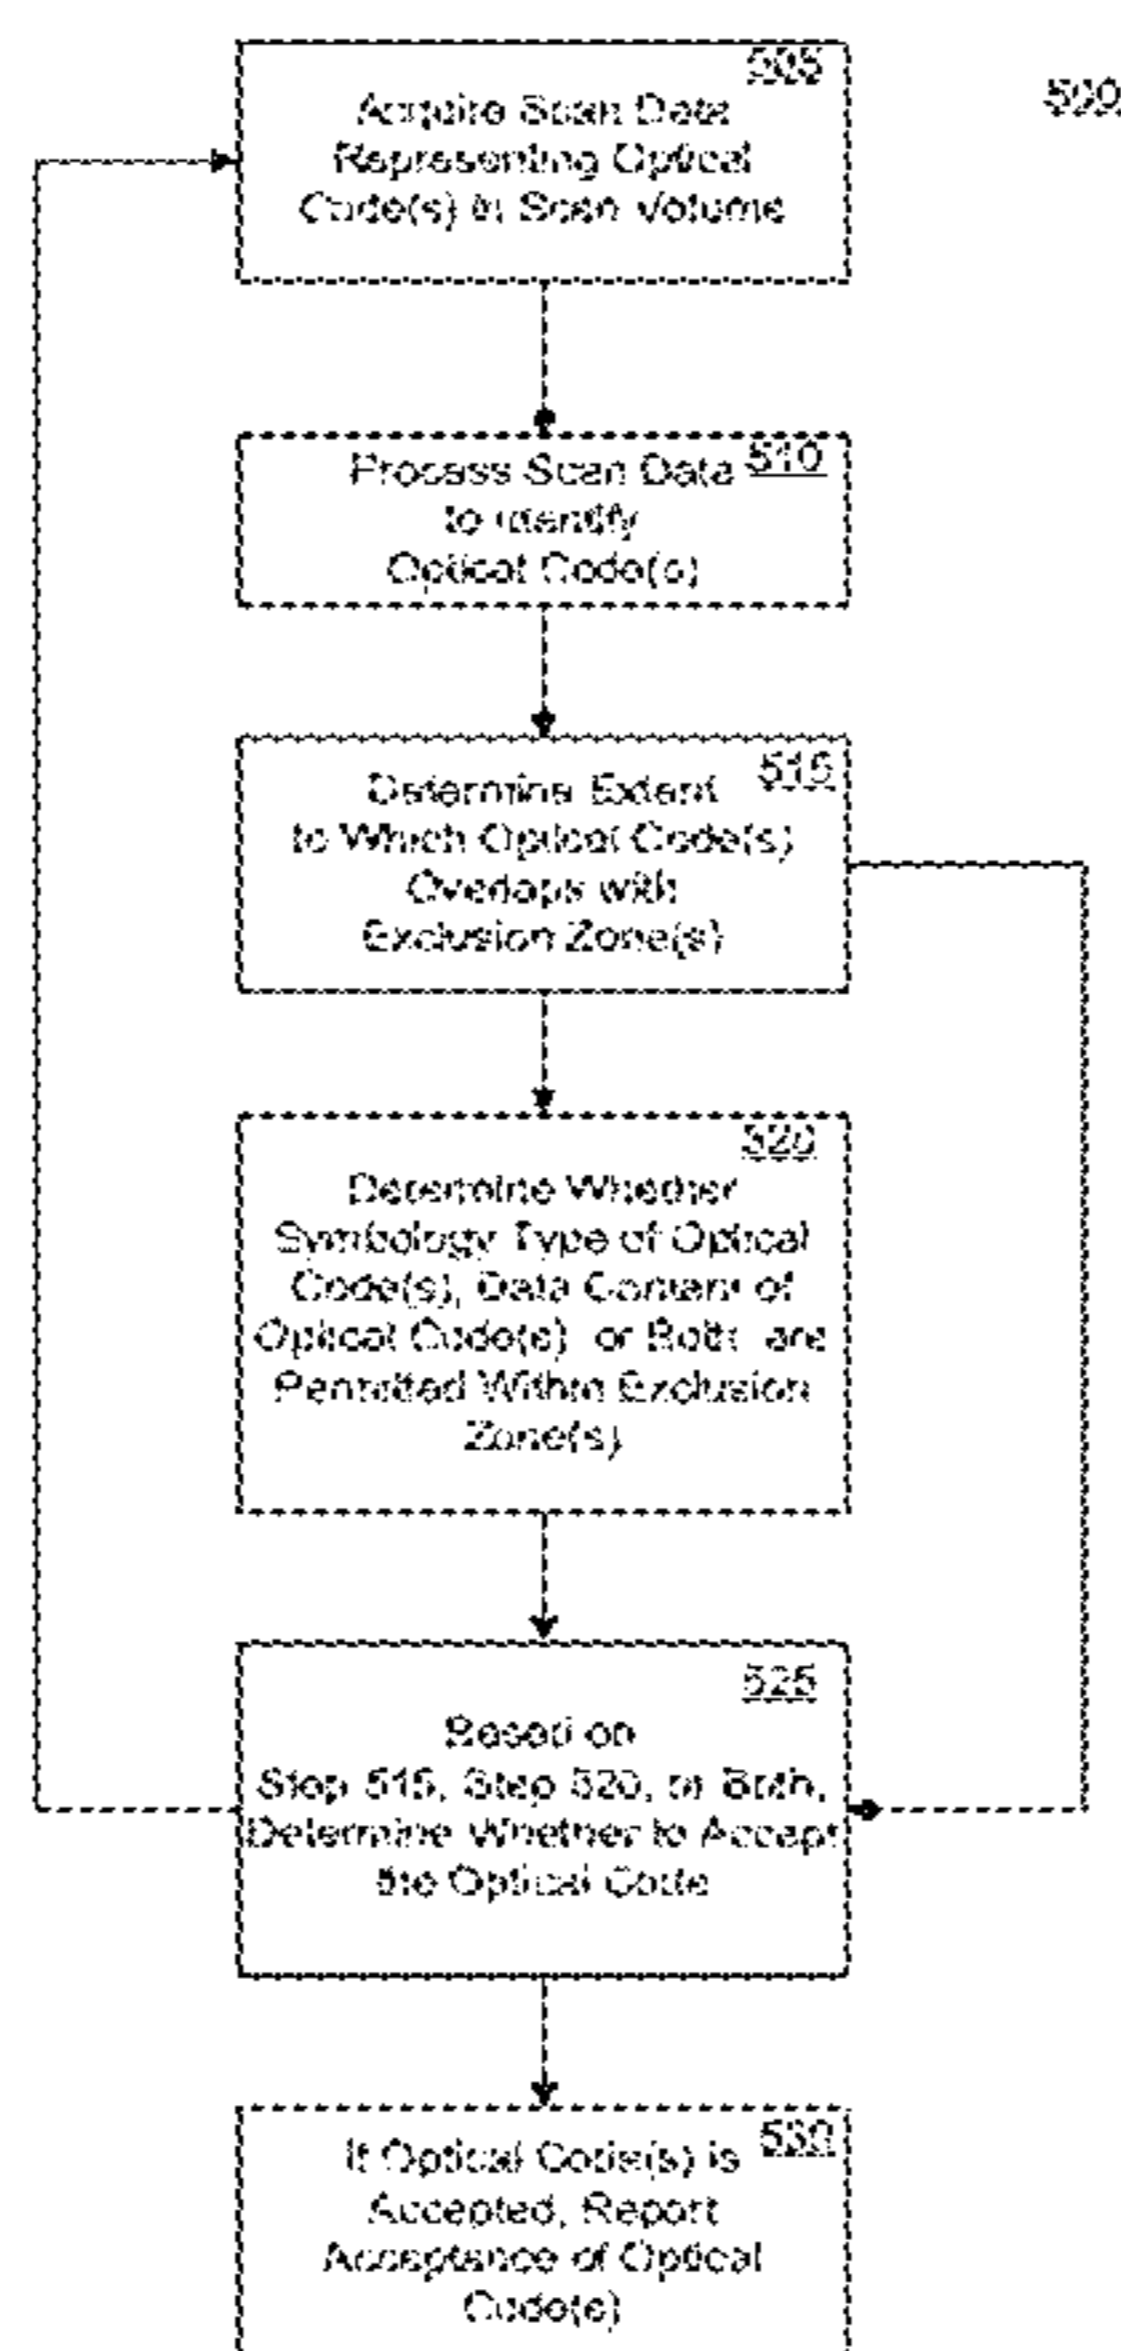 505
500
Acquire Scan Data
Representing Optical
Code(s) in Scan Volume
510
Process Scan Data
to Identify
Optical Code(s)
515
Determine Extent
to Which Optical Code(s)
Overlaps with
Exclusion Zone(s)
520
Determine Whether
Symbology Type of Optical
Code(s), Data Content of
Optical Code(s) or Both are
Permitted Within Exclusion
Zone(s)
525
Based on
Step 515, Step 520, or Both,
Determine Whether to Accept
the Optical Code
530
If Optical Code(s) is
Accepted, Report
Acceptance of Optical
Code(s)